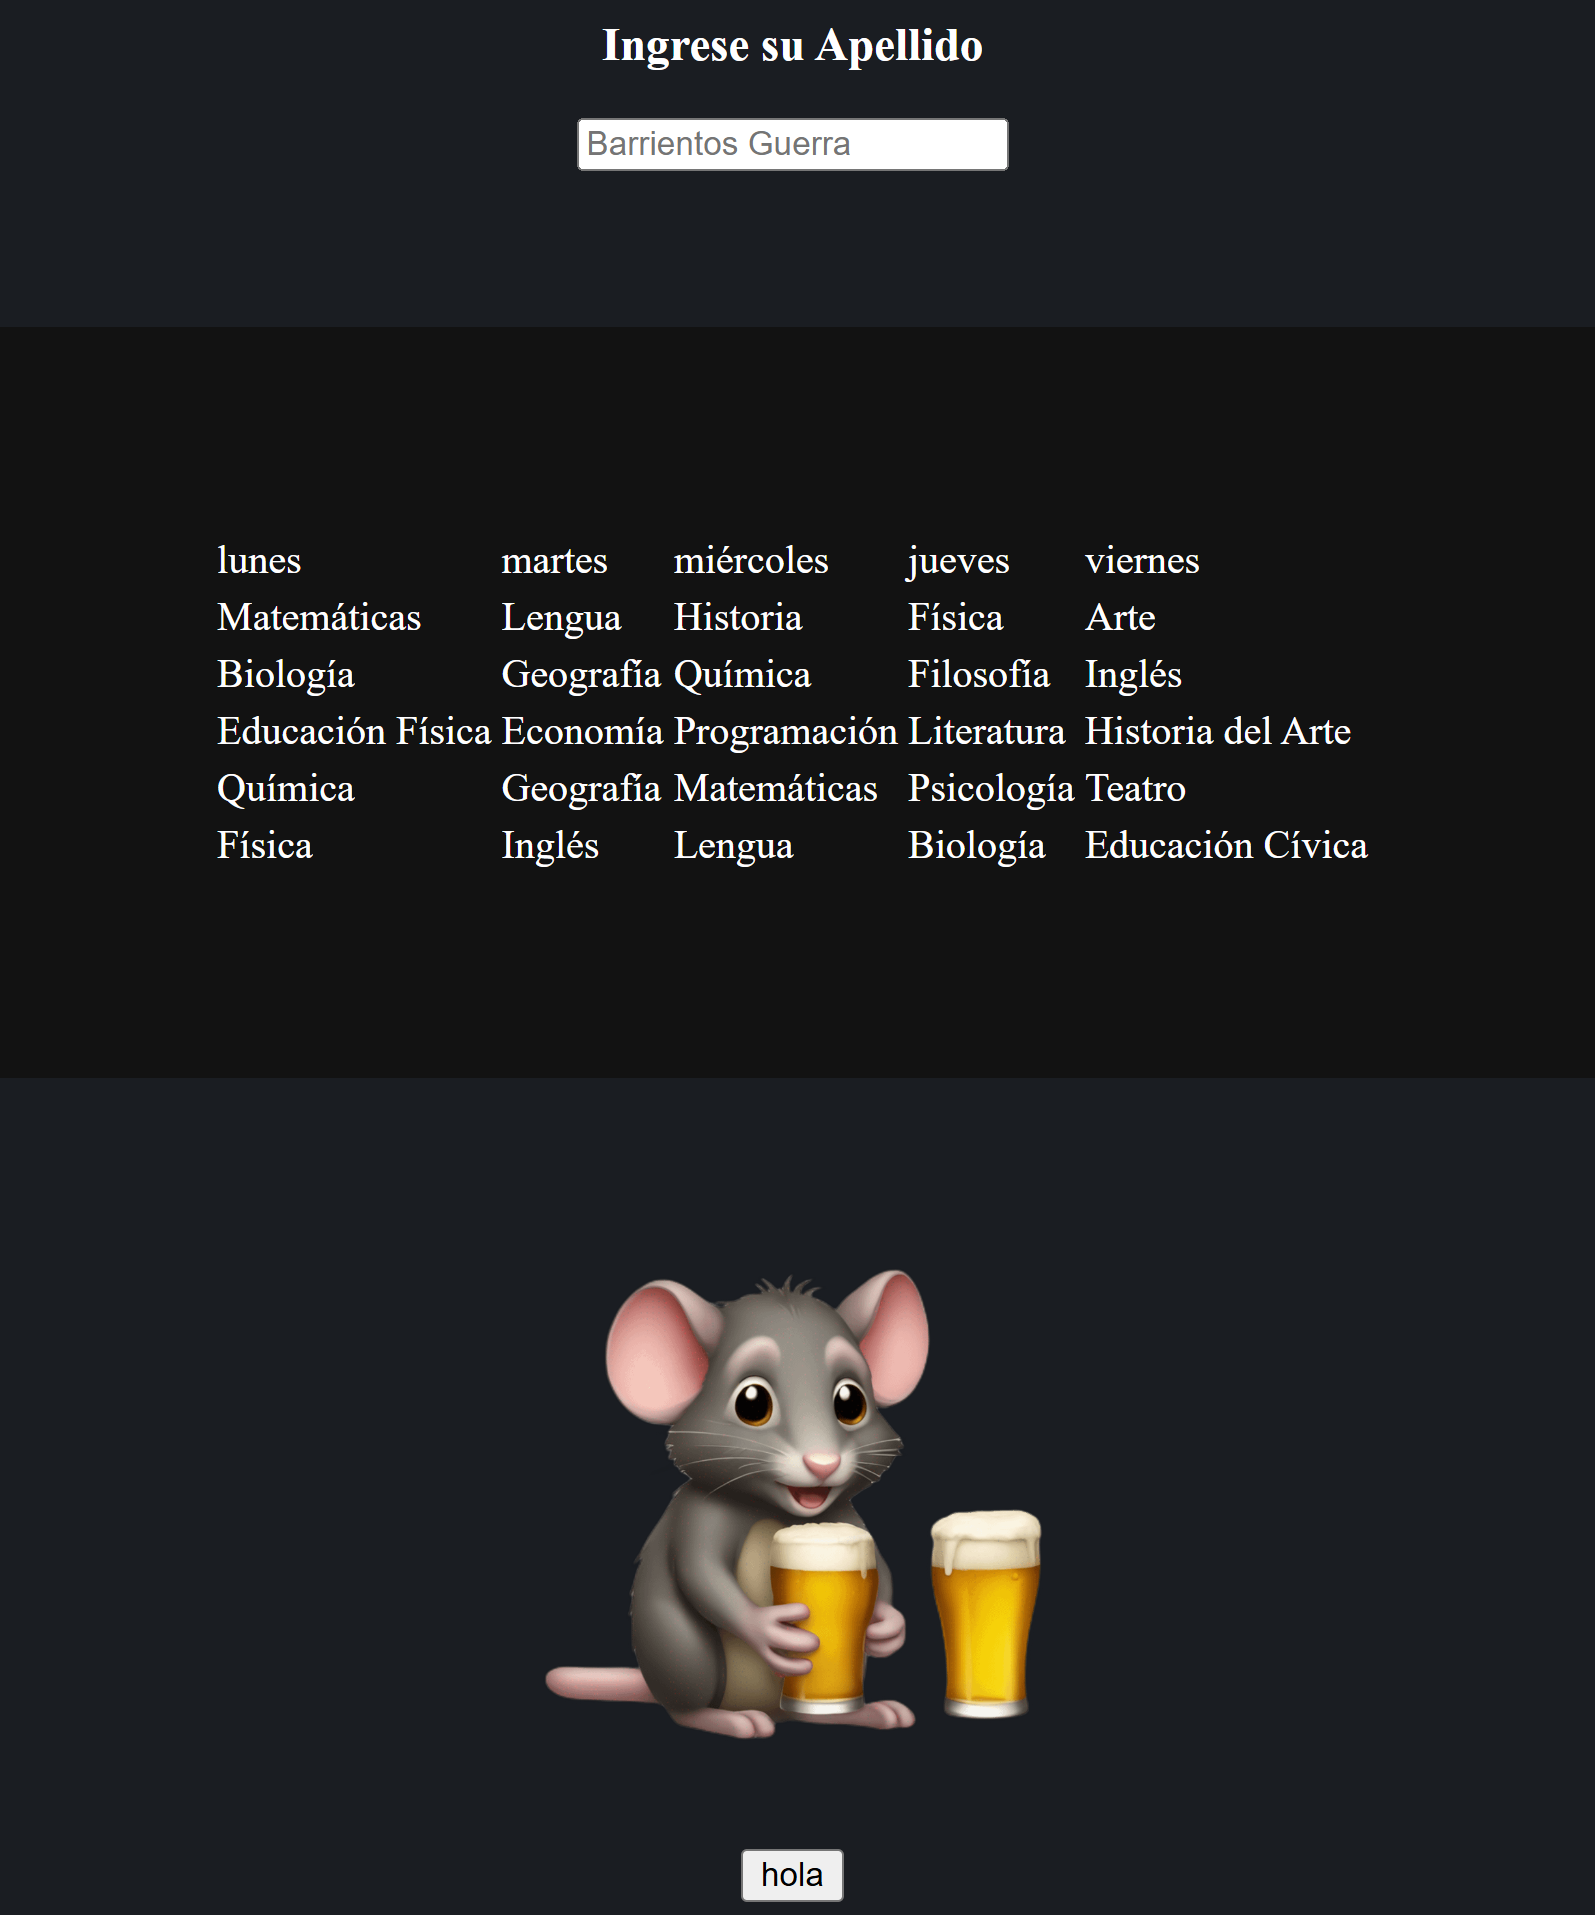 Ingrese su Apellido
Barrientos Guerra
lunes martes miércoles jueves viernes
Matemáticas Lengua Historia Física Arte
Biología Geografía Química Filosofía Inglés
Educación Física Economía Programación Literatura Historia del Arte
Química Geografía Matemáticas Psicología Teatro
Física Inglés Lengua Biología Educación Cívica
hola